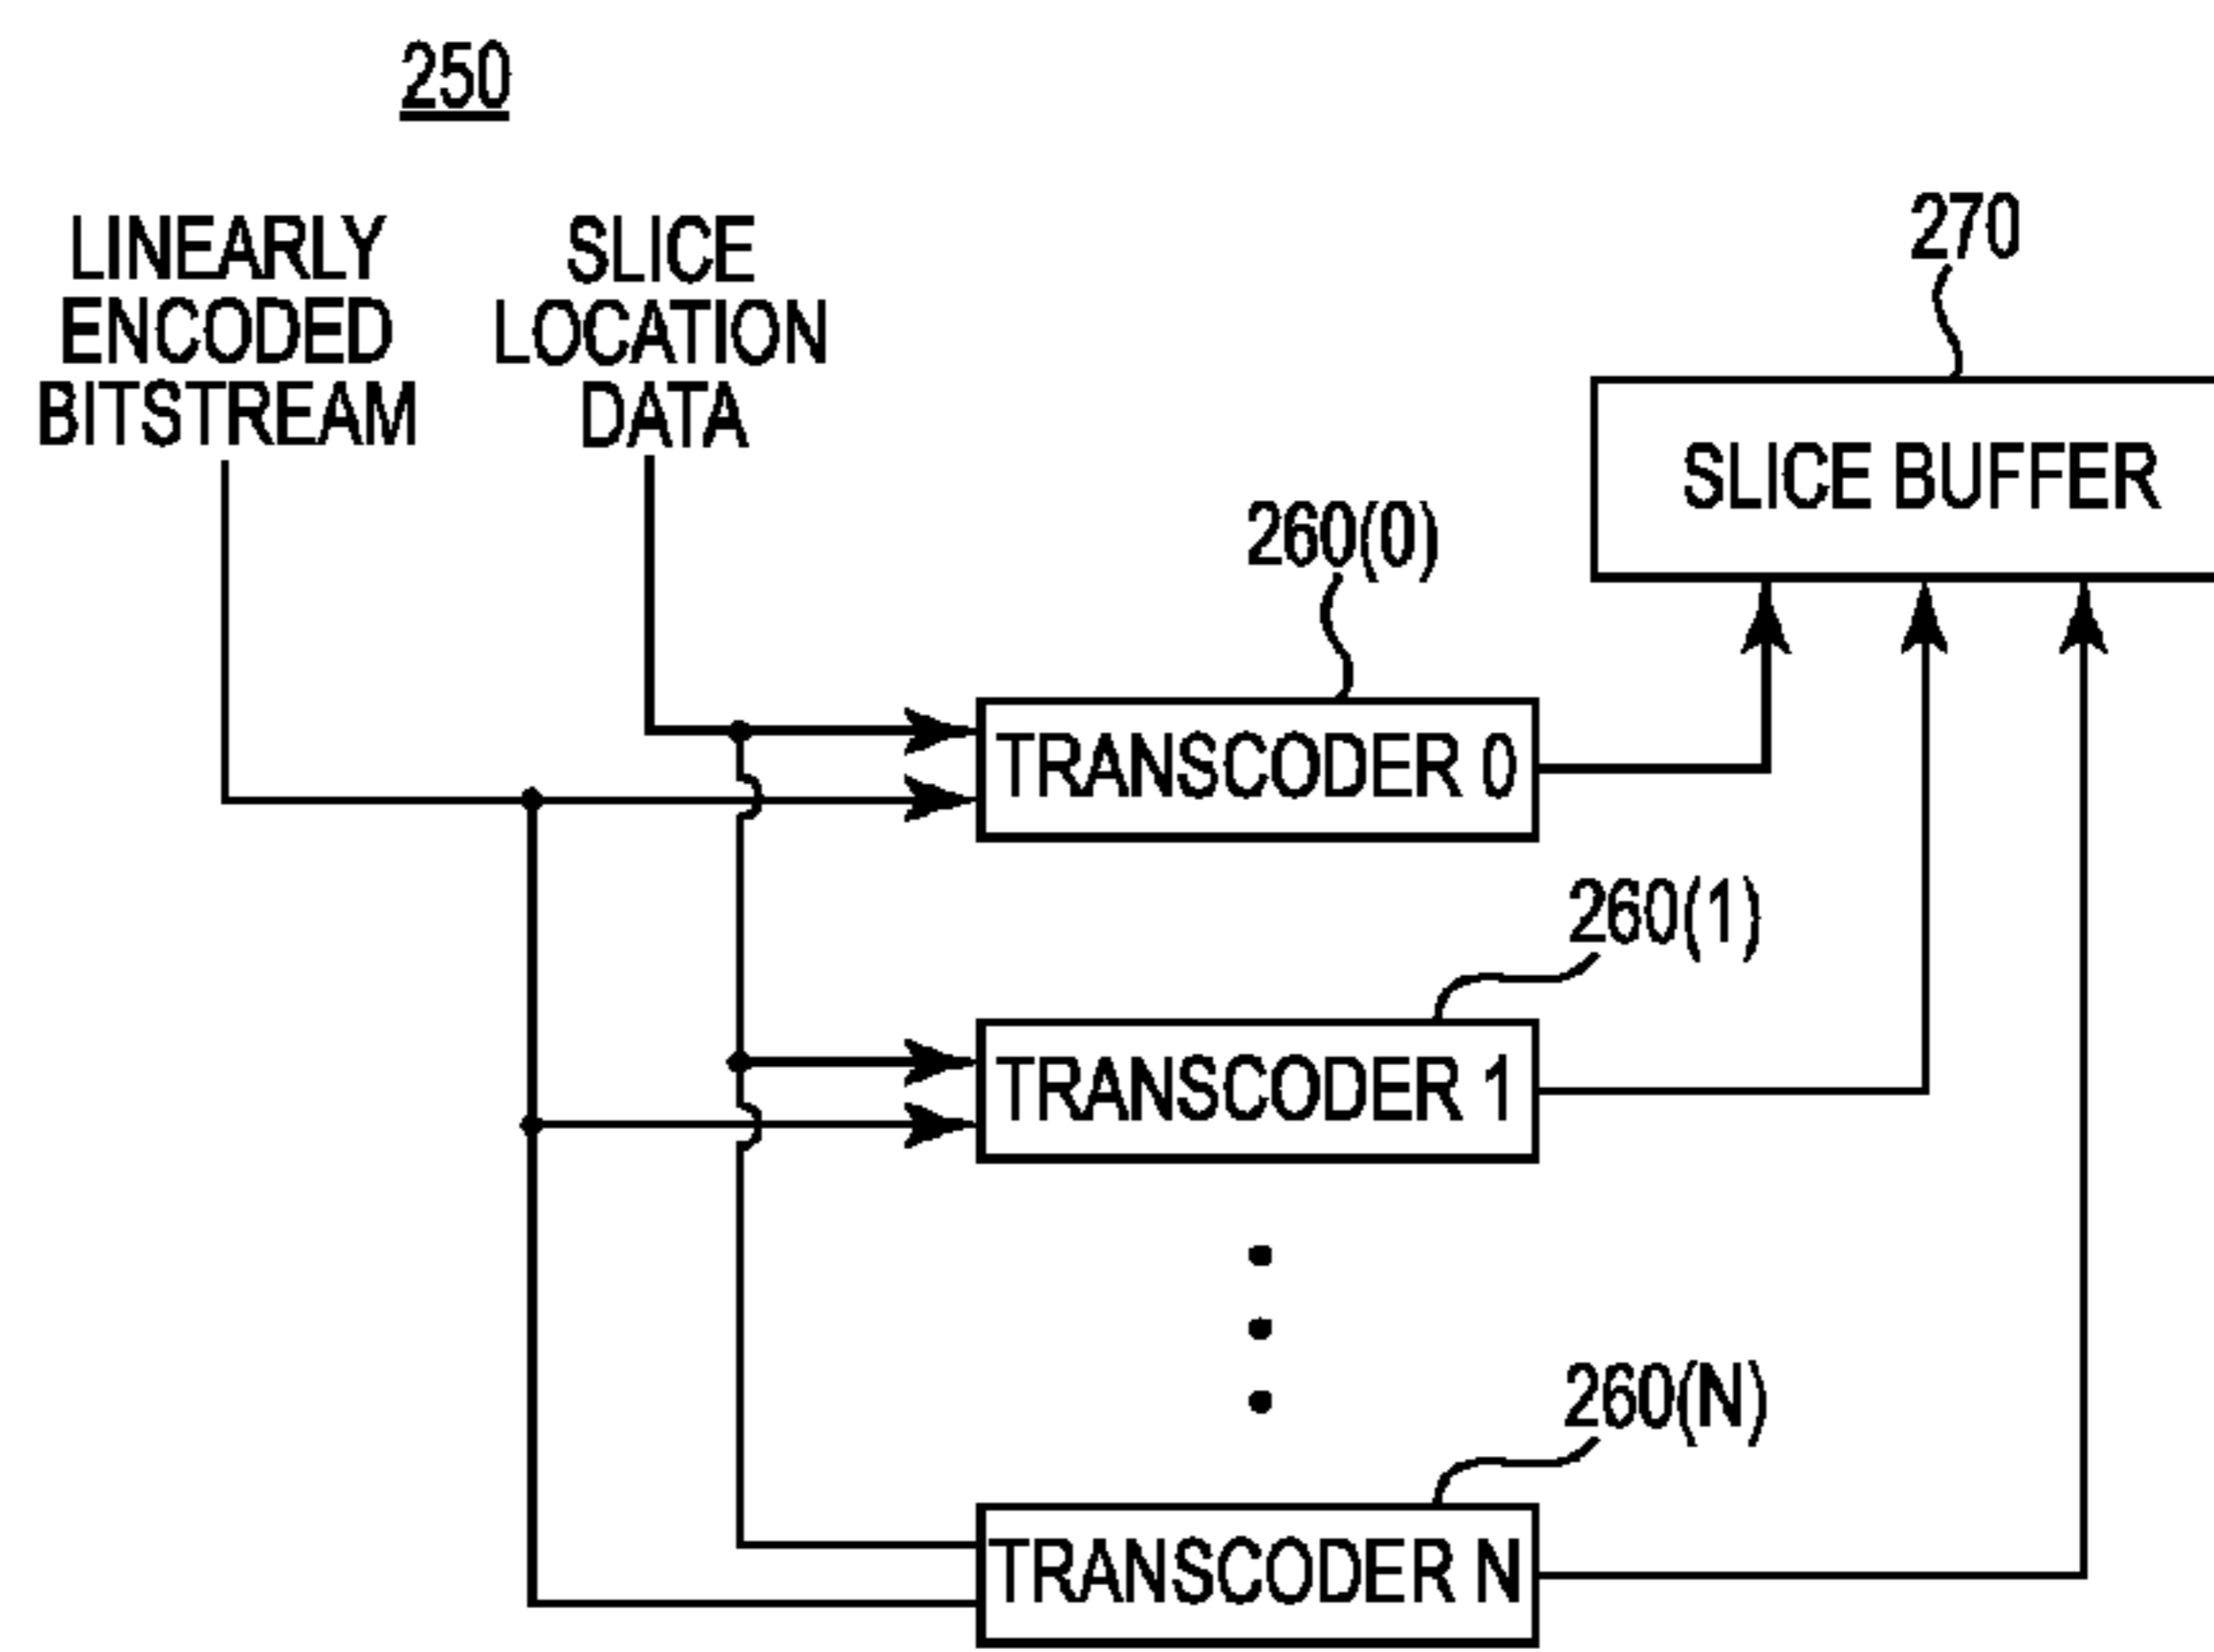 250
LINEARLY
ENCODED
BITSTREAM
SLICE
LOCATION
DATA
270
SLICE BUFFER
260(0)
TRANSCODER 0
260(1)
TRANSCODER 1
260(N)
TRANSCODER N